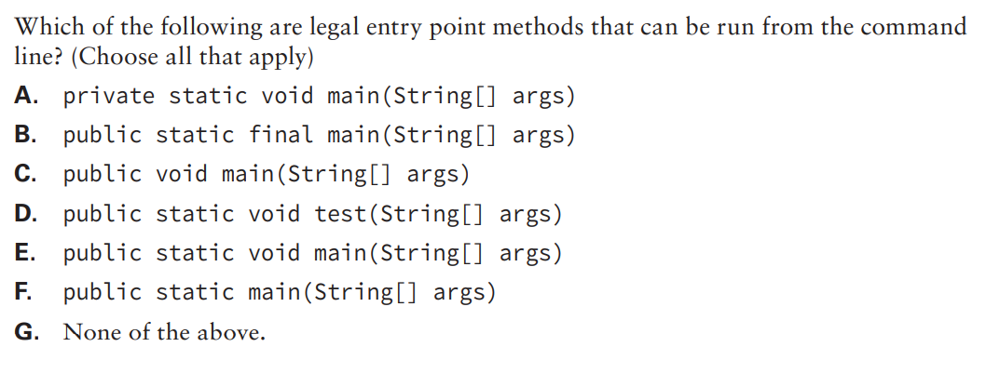 Which of the following are legal entry point methods that can be run from the command
line? (Choose all that apply)
A. private static void main(String[] args)
B. public static final main(String[] args)
C. public void main(String[] args)
D. public static void test(String[] args)
E. public static void main(String[] args)
F. public static main(String[] args)
G. None of the above.